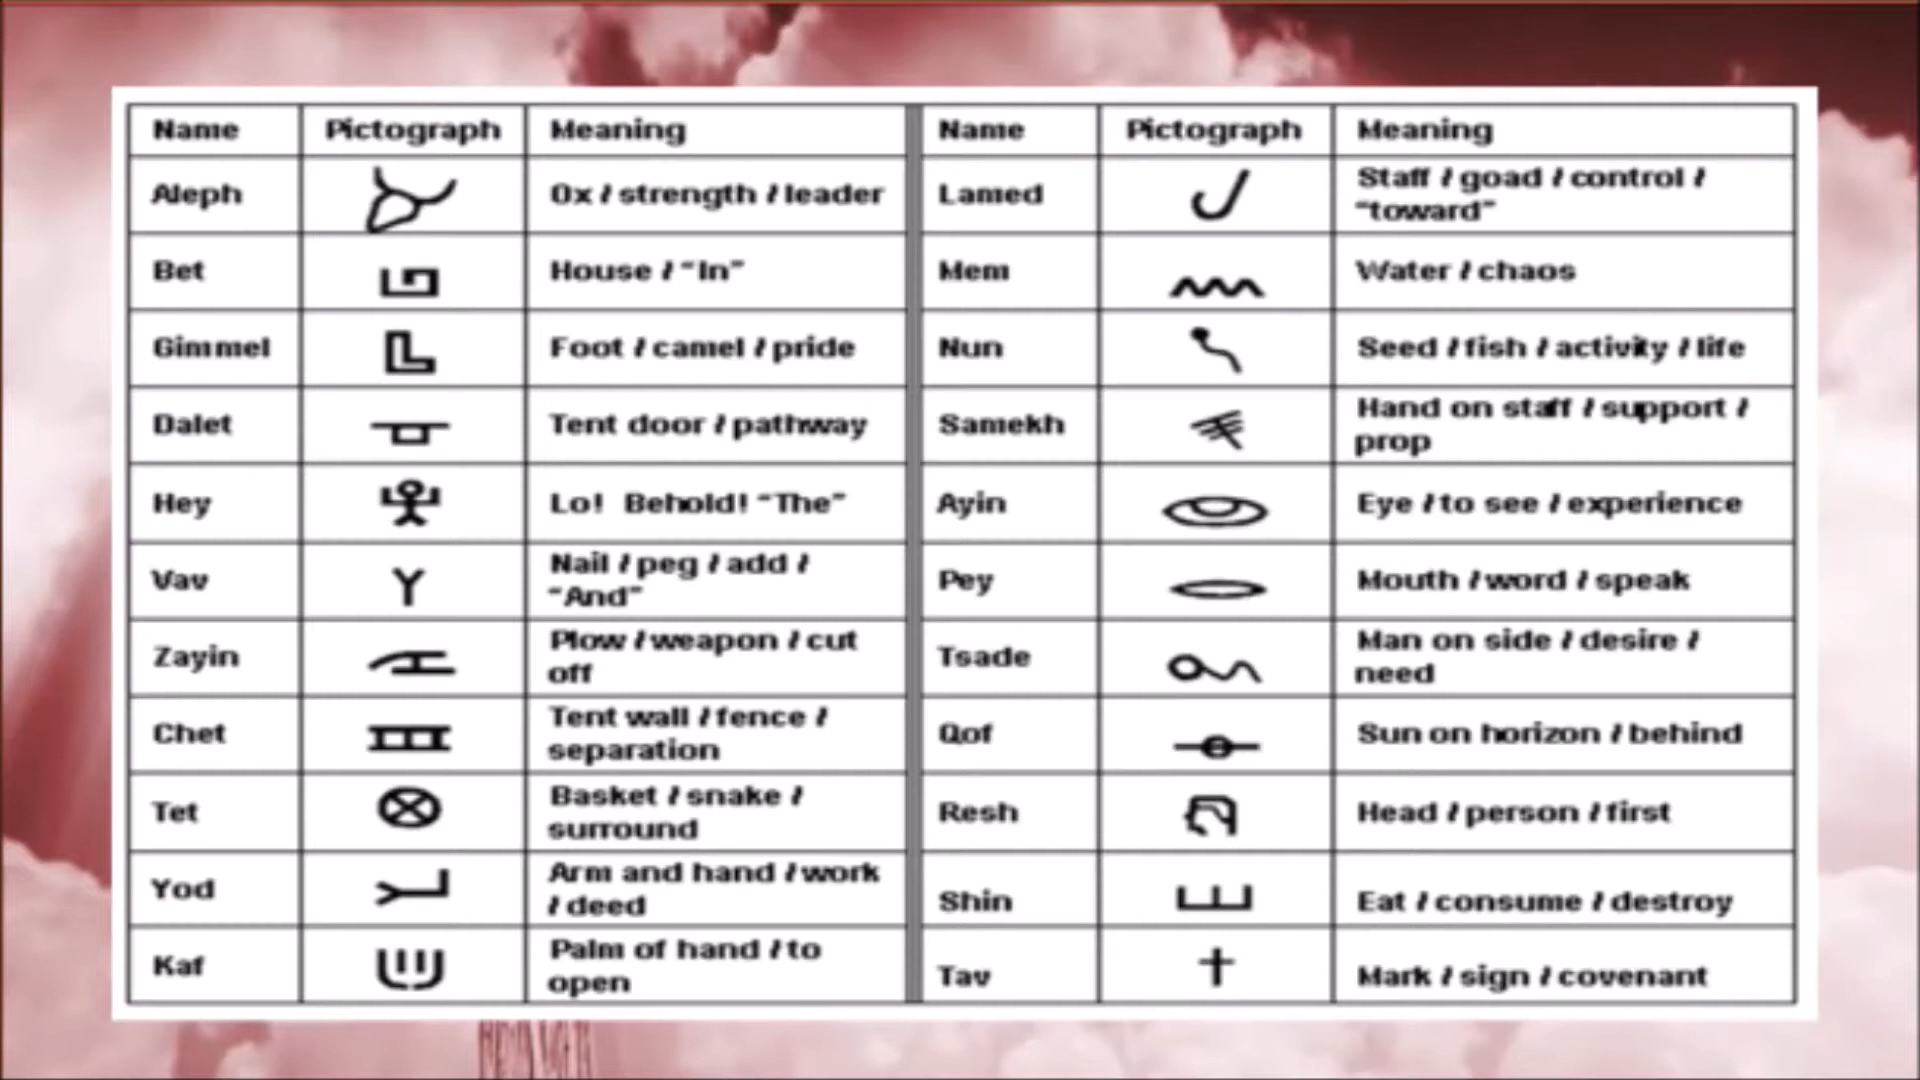 Name Pictograph Meaning Name Pictograph Meaning
Aleph Ox / strength / leader Lamed Staff / goad / control /
"toward"
Bet House / "In" Mem Water / chaos
Gimmel Foot / camel / pride Nun Seed / fish / activity / life
Dalet Tent door / pathway Samekh Hand on staff / support /
prop
Hey Lo! Behold! "The" Ayin Eye / to see / experience
Vav Nail / peg / add /
"And" Pey Mouth / word / speak
Zayin Plow / weapon / cut
off Tsade Man on side / desire /
need
Chet Tent wall / fence /
separation Qof Sun on horizon / behind
Tet Basket / snake /
surround Resh Head / person / first
Yod Arm and hand / work
/ deed Shin Eat / consume / destroy
Kaf Palm of hand / to
open Tav Mark / sign / covenant